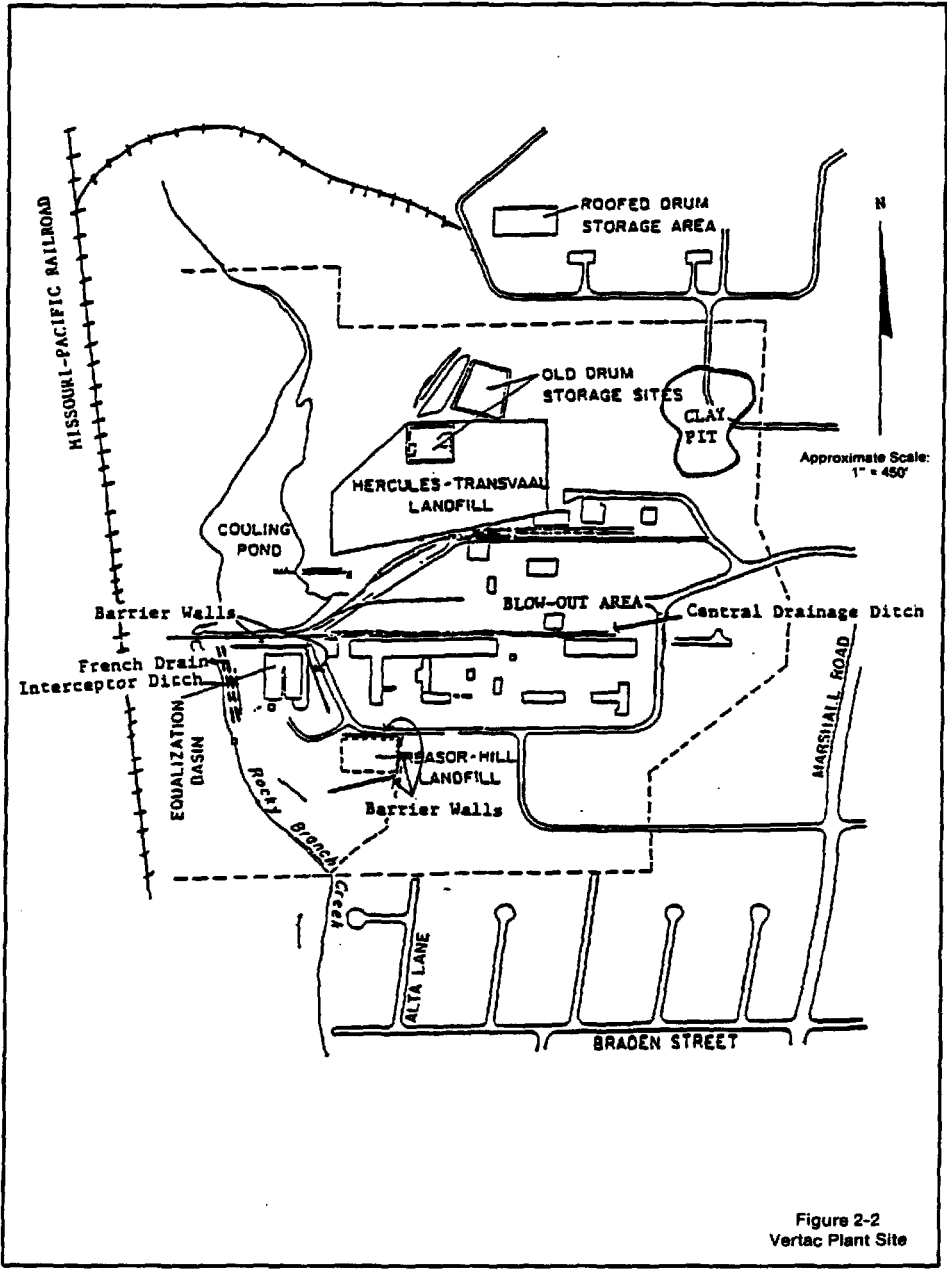 ROOFED DRUM
STORAGE AREA
N
MISSOURI-PACIFIC RAILROAD
OLD DRUM
STORAGE SITES
CLAY
PIT
Approximate Scale:
1" = 450'
HERCULES-TRANSVAAL
LANDFILL
COOLING
POND
BLOW-OUT AREA
Central Drainage Ditch
Barrier Walls
French Drain
Interceptor Ditch
EQUALIZATION
BASIN
MARSHALL ROAD
REASOR-HILL
LANDFILL
Barrier Walls
Rocky Branch Creek
ALTA LANE
BRADEN STREET
Figure 2-2
Vertac Plant Site